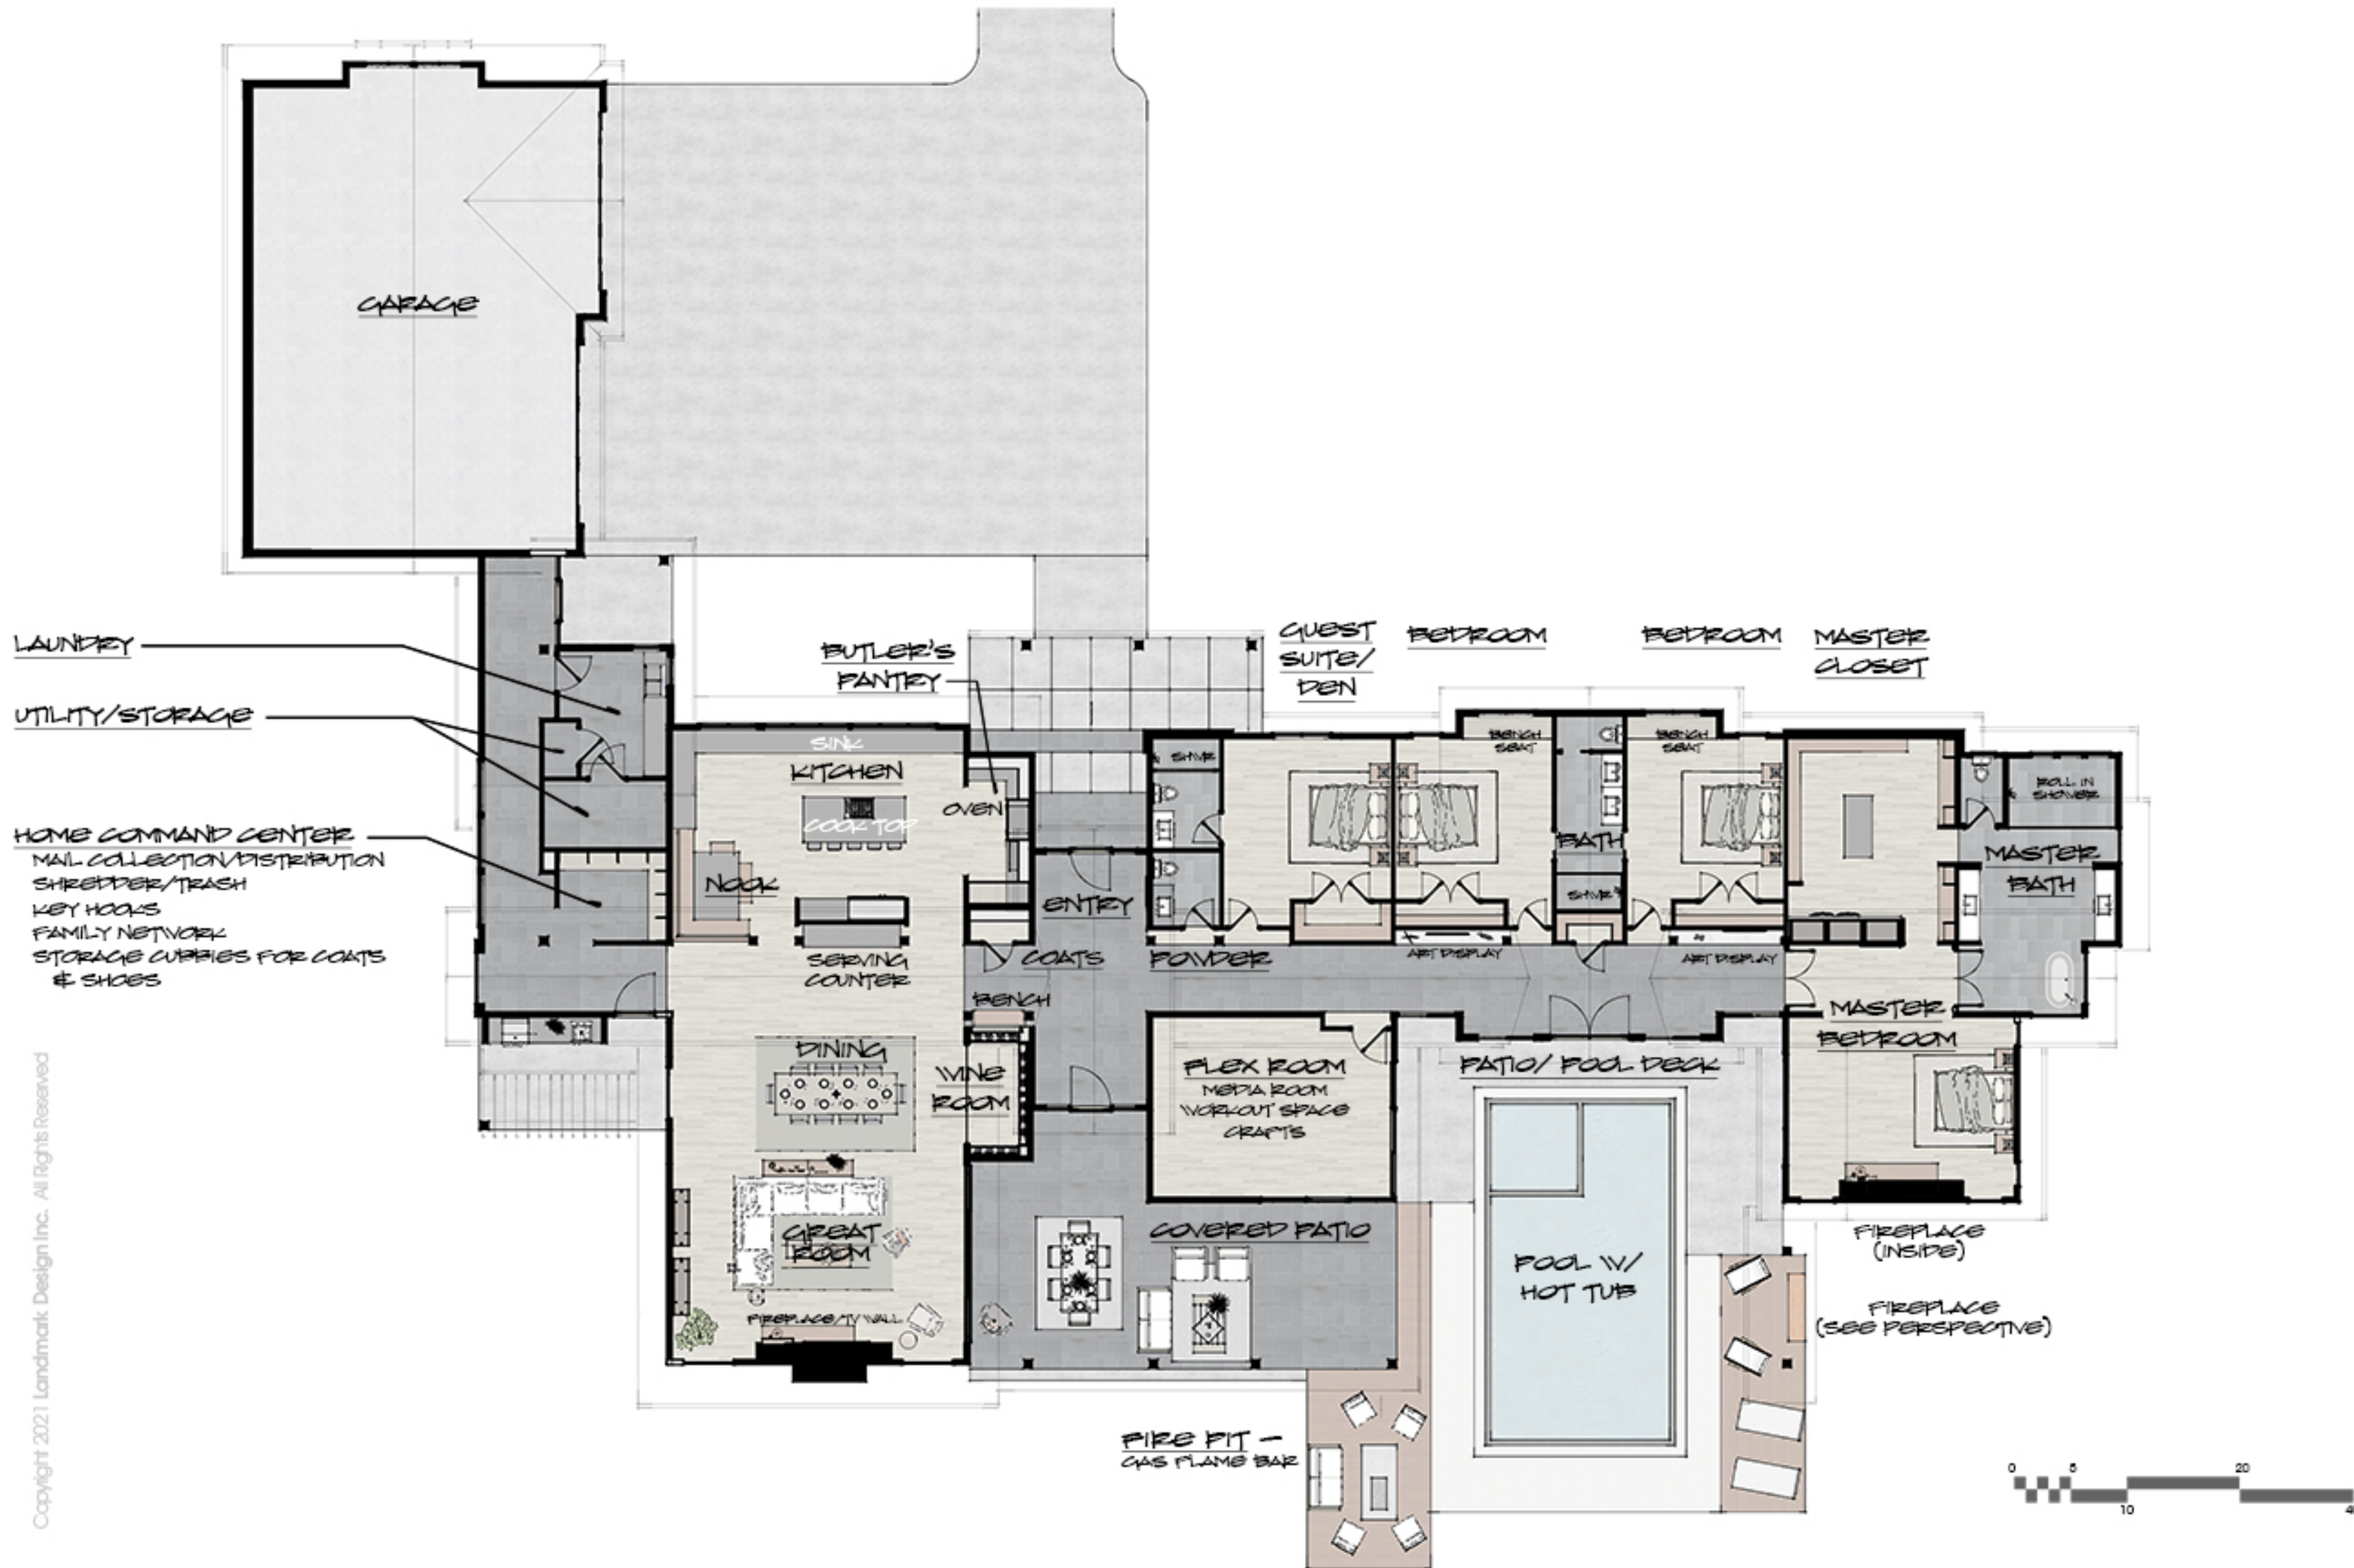 GARAGE
LAUNDRY
UTILITY/STORAGE
HOME COMMAND CENTER
MAIL COLLECTION/DISTRIBUTION
SHREDDER/TRASH
KEY HOOKS
FAMILY NETWORK
STORAGE CUBBIES FOR COATS
& SHOES
BUTLER'S
PANTRY
SINK
KITCHEN
OVEN
COOK TOP
NOOK
SERVING
COUNTER
ENTRY
COATS
BENCH
DINING
WINE
ROOM
GREAT
ROOM
FIREPLACE/TV WALL
GUEST
SUITE/
DEN
BEDROOM
BEDROOM
MASTER
CLOSET
SHWR
BENCH
SEAT
BENCH
SEAT
BATH
SHWR
ROLL IN
SHOWER
MASTER
BATH
POWDER
ART DISPLAY
ART DISPLAY
MASTER
BEDROOM
FLEX ROOM
MEDIA ROOM
WORKOUT SPACE
CRAFTS
PATIO/ POOL DECK
COVERED PATIO
POOL W/
HOT TUB
FIREPLACE
(INSIDE)
FIREPLACE
(SEE PERSPECTIVE)
FIRE PIT -
GAS FLAME BAR
0 5 20
10
Copyright 2021 Landmark Design Inc. All Rights Reserved